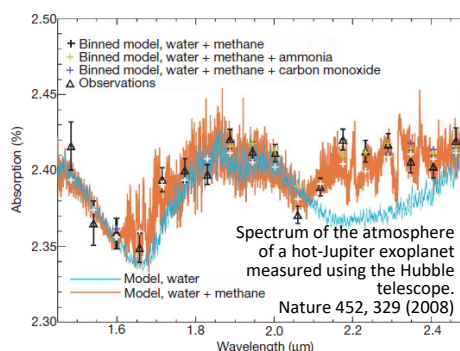 2.50
Binned model, water + methane
Binned model, water + methane + ammonia
Binned model, water + methane + carbon monoxide
Observations
2.45
Absorption (%)
2.40
2.35
2.30
Spectrum of the atmosphere
of a hot-Jupiter exoplanet
measured using the Hubble
telescope.
Nature 452, 329 (2008)
Model, water
Model, water + methane
1.6
1.8
2.0
2.2
2.4
Wavelength (μm)